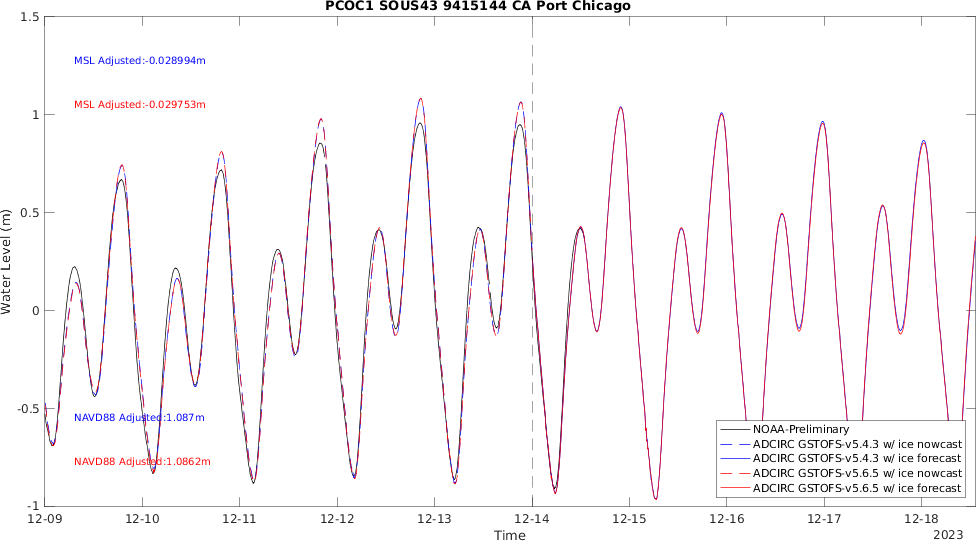 PCOC1 SOUS43 9415144 CA Port Chicago
1.5
MSL Adjusted:-0.028994m
MSL Adjusted:-0.029753m
1
0.5
Water Level (m)
0
-0.5
NAVD88 Adjusted:1.087m
NAVD88 Adjusted:1.0862m
NOAA-Preliminary
ADCIRC GSTOFS-v5.4.3 w/ ice nowcast
ADCIRC GSTOFS-v5.4.3 w/ ice forecast
ADCIRC GSTOFS-v5.6.5 w/ ice nowcast
ADCIRC GSTOFS-v5.6.5 w/ ice forecast
-1
12-09 12-10 12-11 12-12 12-13 12-14 12-15 12-16 12-17 12-18
Time
2023